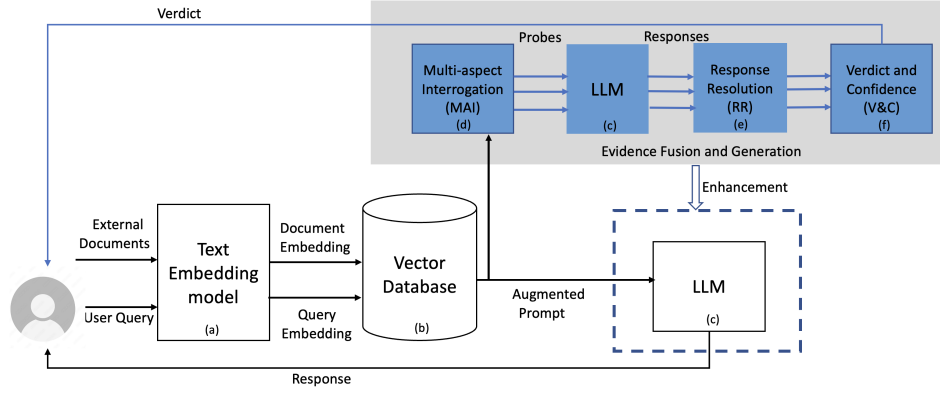 Verdict
Probes
Responses
Multi-aspect
Interrogation
(MAI)
(d)
LLM
(c)
Response
Resolution
(RR)
(e)
Verdict and
Confidence
(V&C)
(f)
Evidence Fusion and Generation
Enhancement
External
Documents
User Query
Text
Embedding
model
(a)
Document
Embedding
Query
Embedding
Vector
Database
(b)
Augmented
Prompt
LLM
(c)
Response